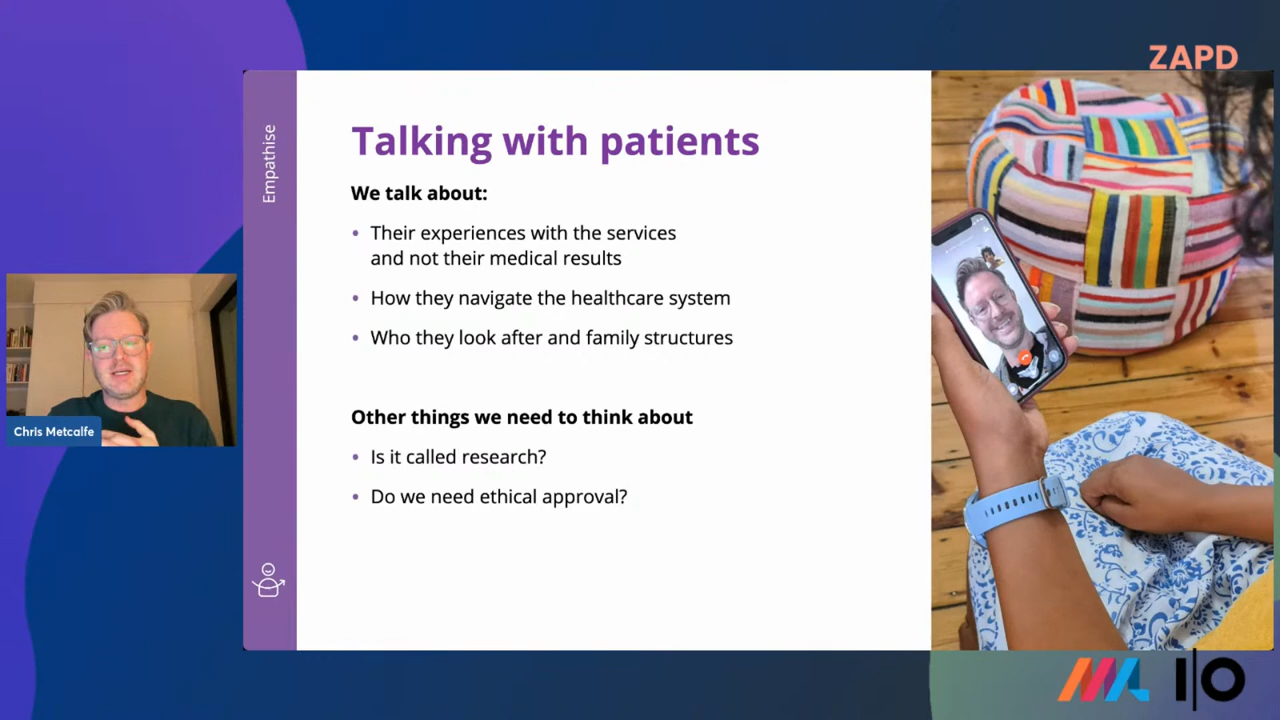 ZAPD
Empathise
Talking with patients
We talk about:
• Their experiences with the services
and not their medical results
• How they navigate the healthcare system
• Who they look after and family structures
Other things we need to think about
• Is it called research?
• Do we need ethical approval?
Chris Metcalfe
I/O